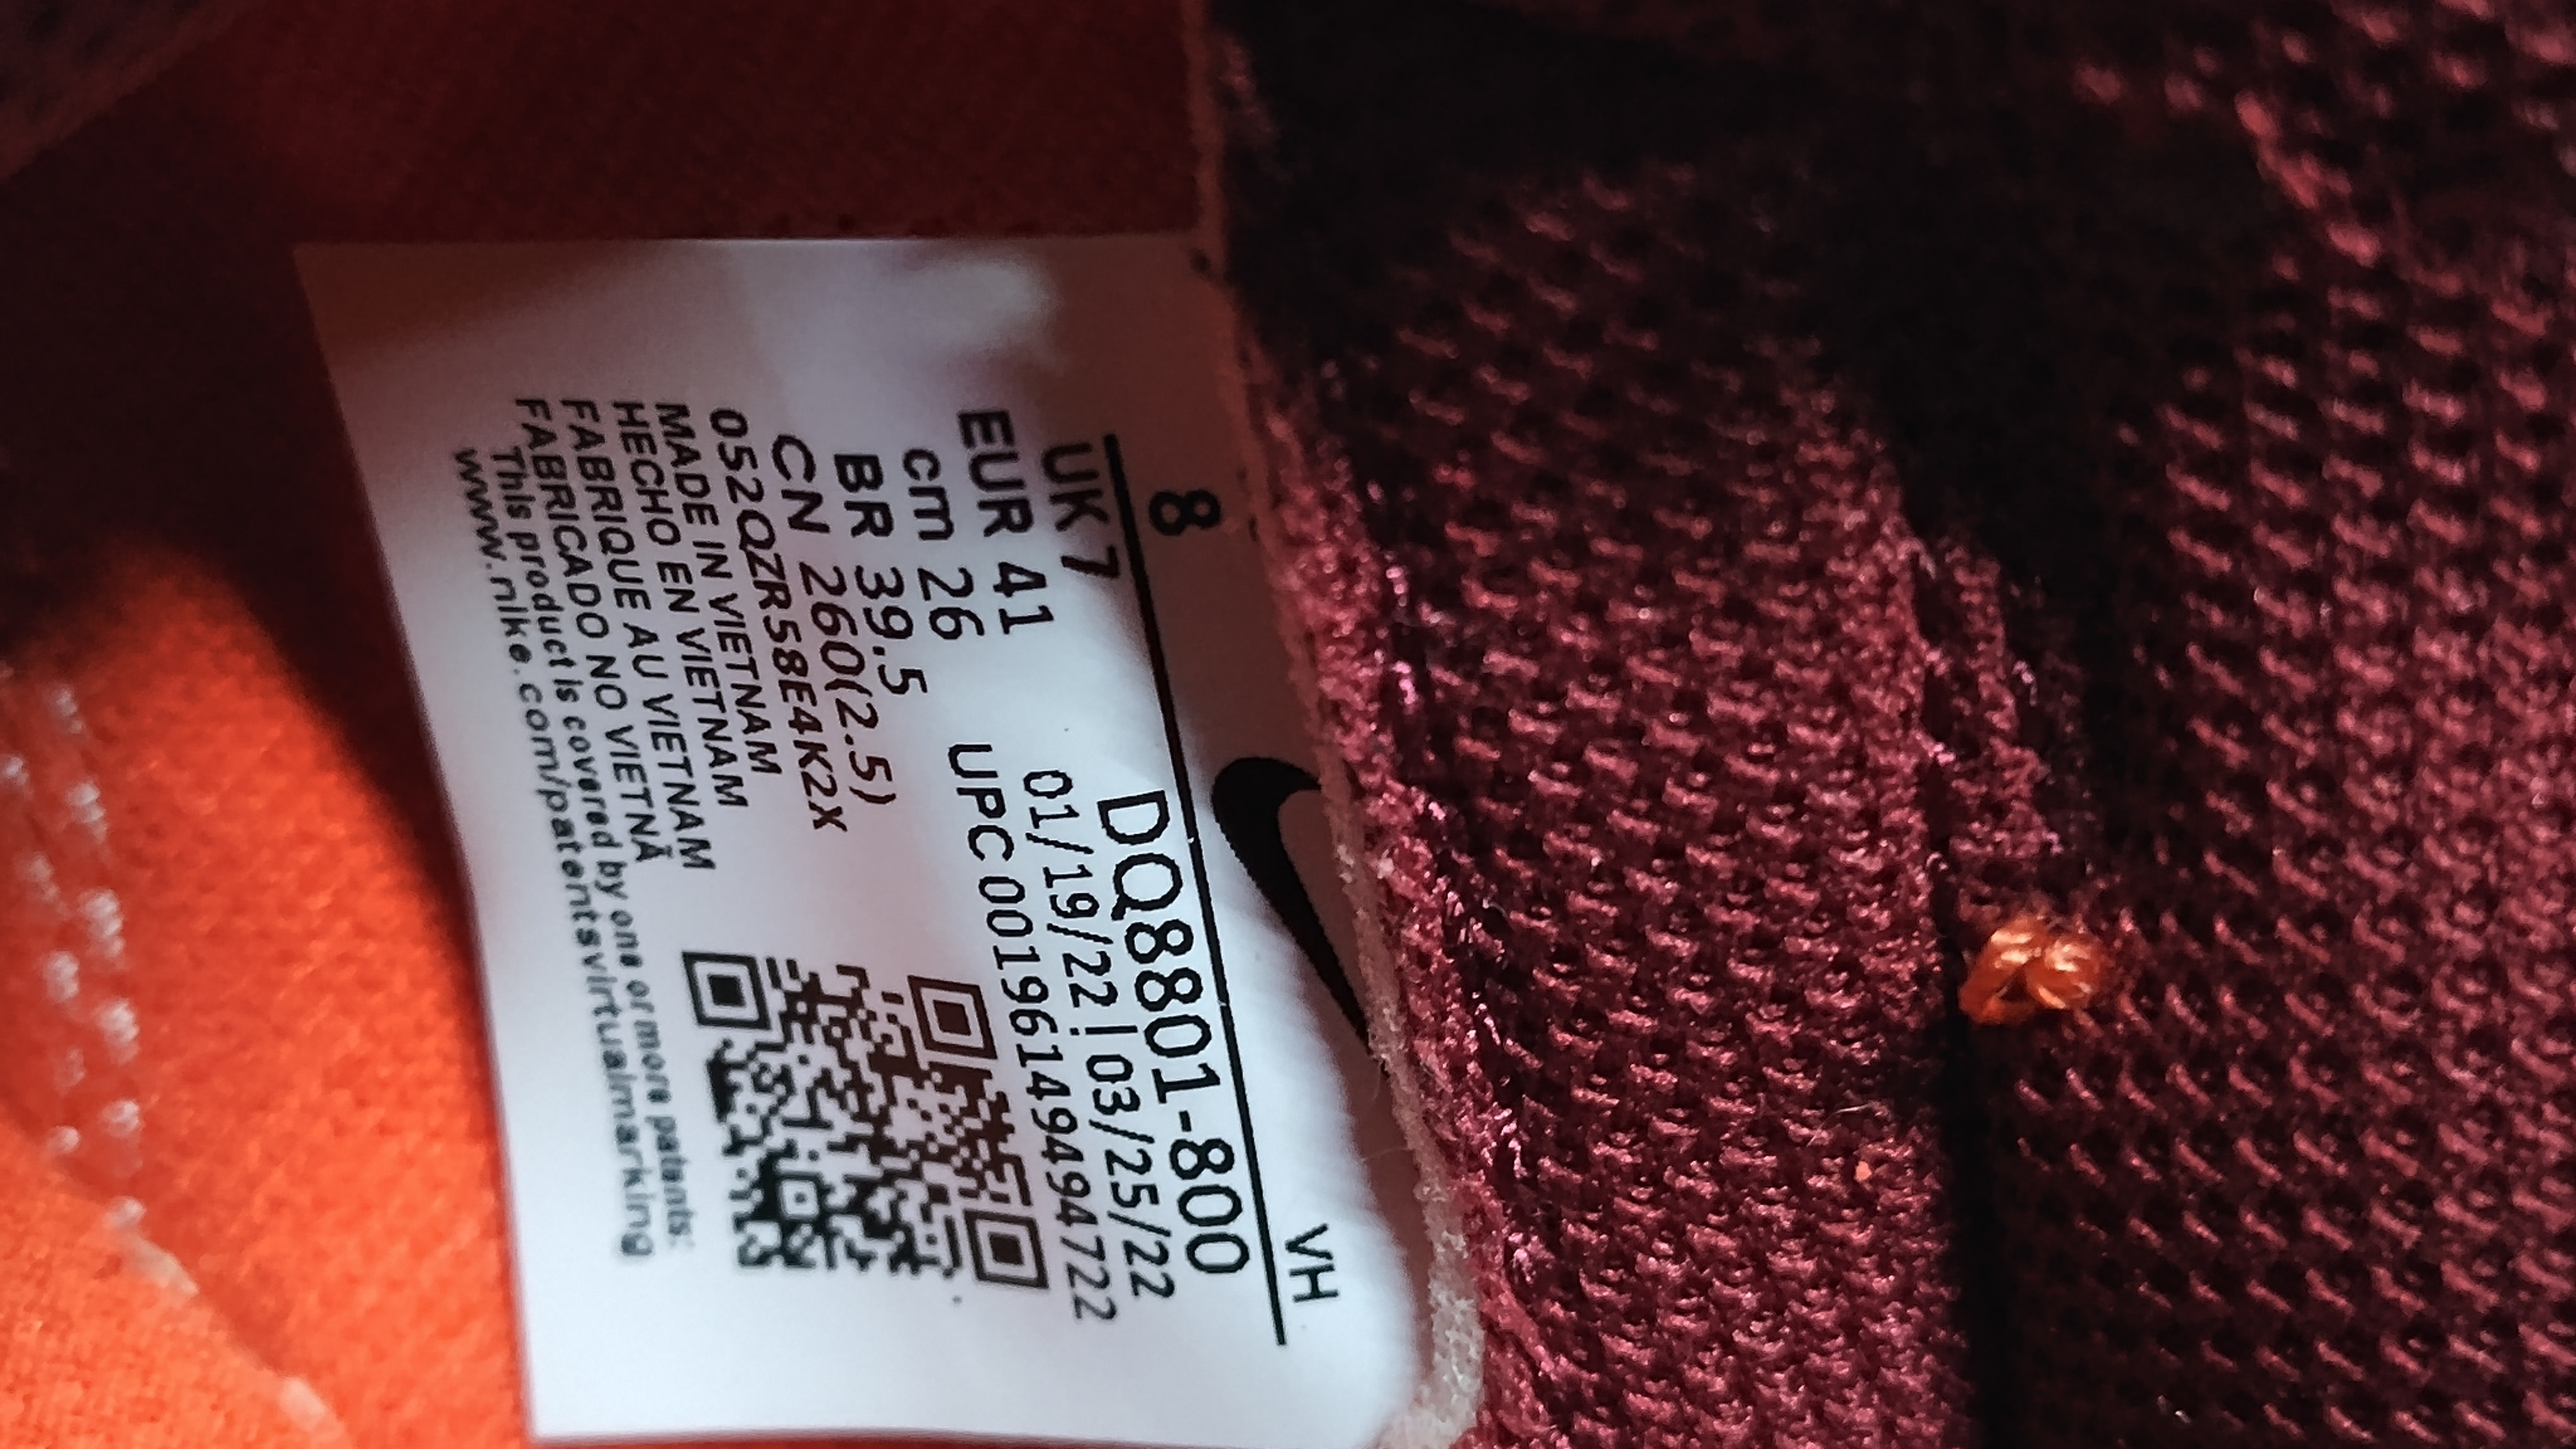 8
VH
UK 7
DQ8801-800
EUR 41
01/19/22|03/25/22
cm 26
UPC 00196149494722
BR 39.5
CN 260(2.5)
052QZR58E4K2X
MADE IN VIETNAM
HECHO EN VIETNAM
FABRIQUE AU VIETNAM
FABRICADO NO VIETNÃ
This product is covered by one or more patents:
www.nike.com/patentsvirtualmarking